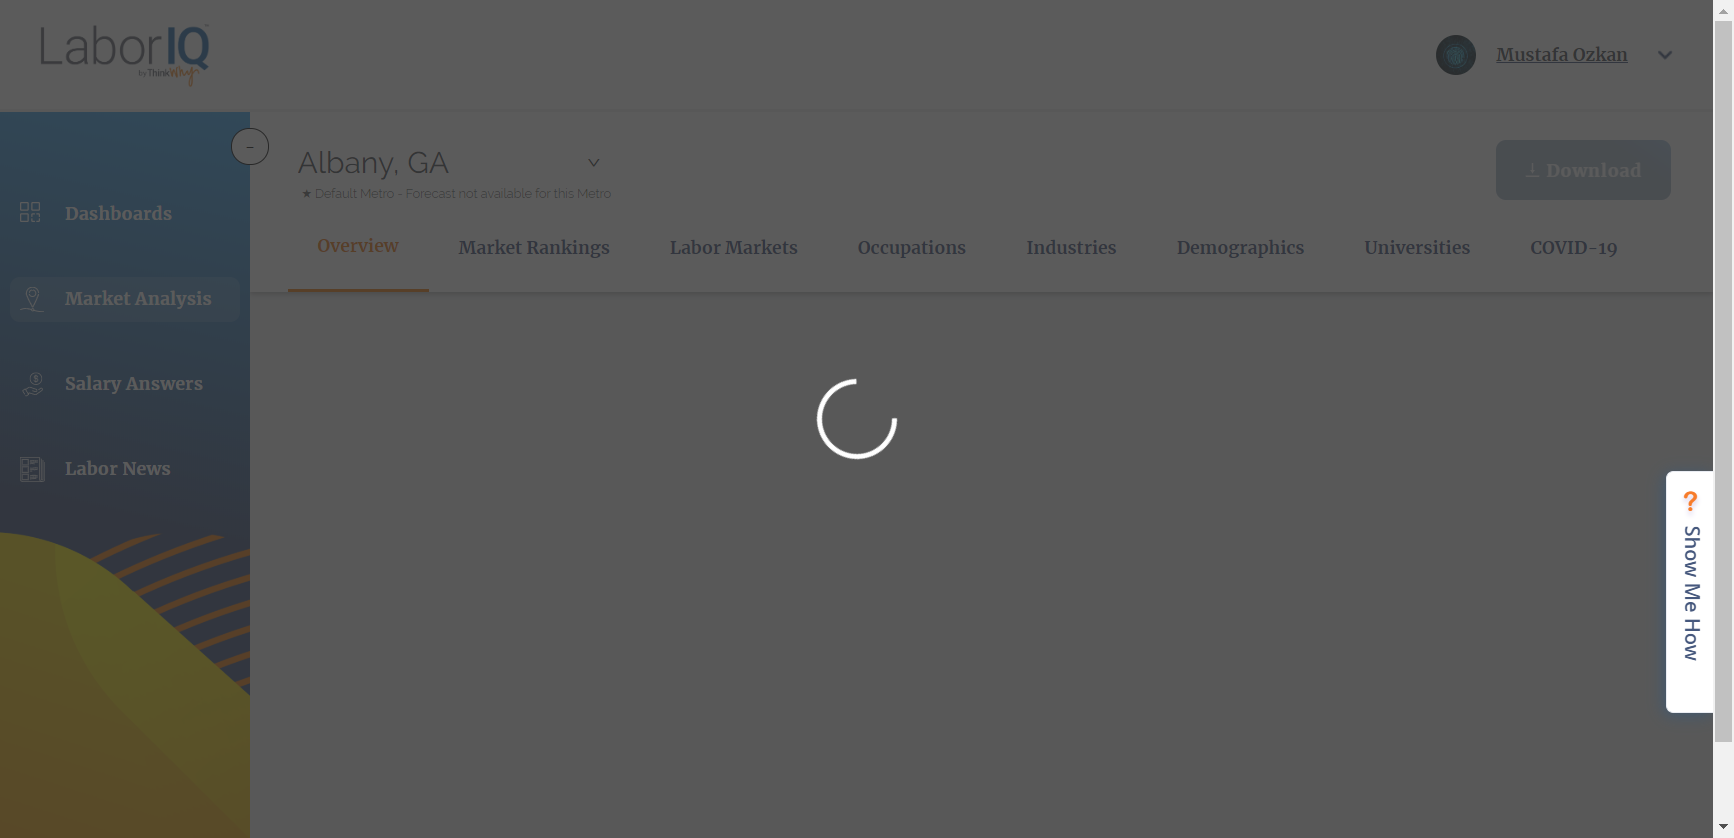 LaborIQ
by ThinkWhy
Mustafa Ozkan
Albany, GA
★ Default Metro - Forecast not available for this Metro
Download
Dashboards
Market Analysis
Salary Answers
Labor News
Overview
Market Rankings
Labor Markets
Occupations
Industries
Demographics
Universities
COVID-19
? Show Me How